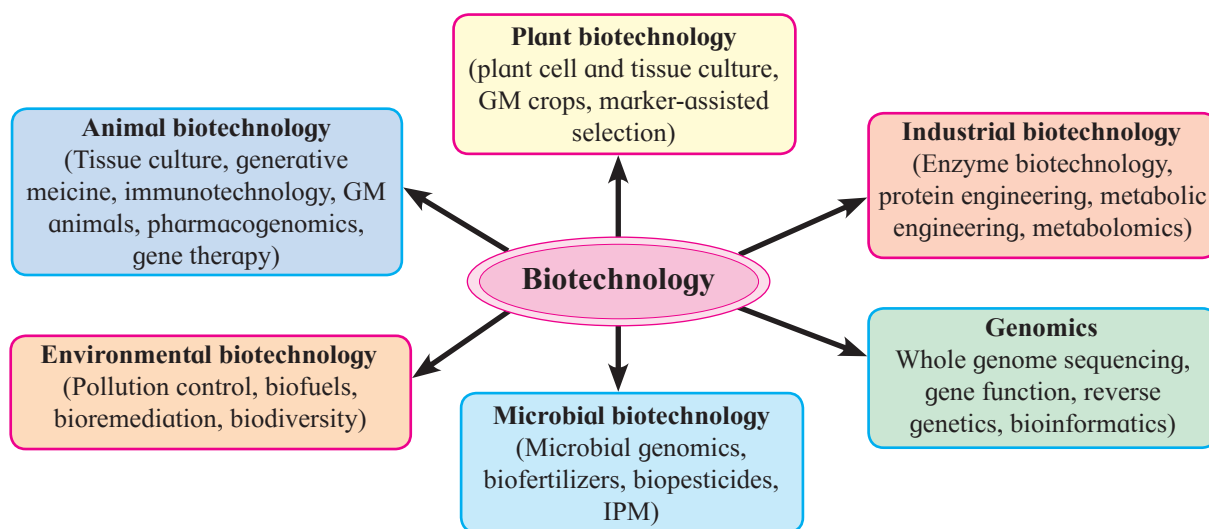 Plant biotechnology
(plant cell and tissue culture,
GM crops, marker-assisted
selection)
Animal biotechnology
(Tissue culture, generative
meicine, immunotechnology, GM
animals, pharmacogenomics,
gene therapy)
Industrial biotechnology
(Enzyme biotechnology,
protein engineering, metabolic
engineering, metabolomics)
Biotechnology
Environmental biotechnology
(Pollution control, biofuels,
bioremediation, biodiversity)
Microbial biotechnology
(Microbial genomics,
biofertilizers, biopesticides,
IPM)
Genomics
Whole genome sequencing,
gene function, reverse
genetics, bioinformatics)